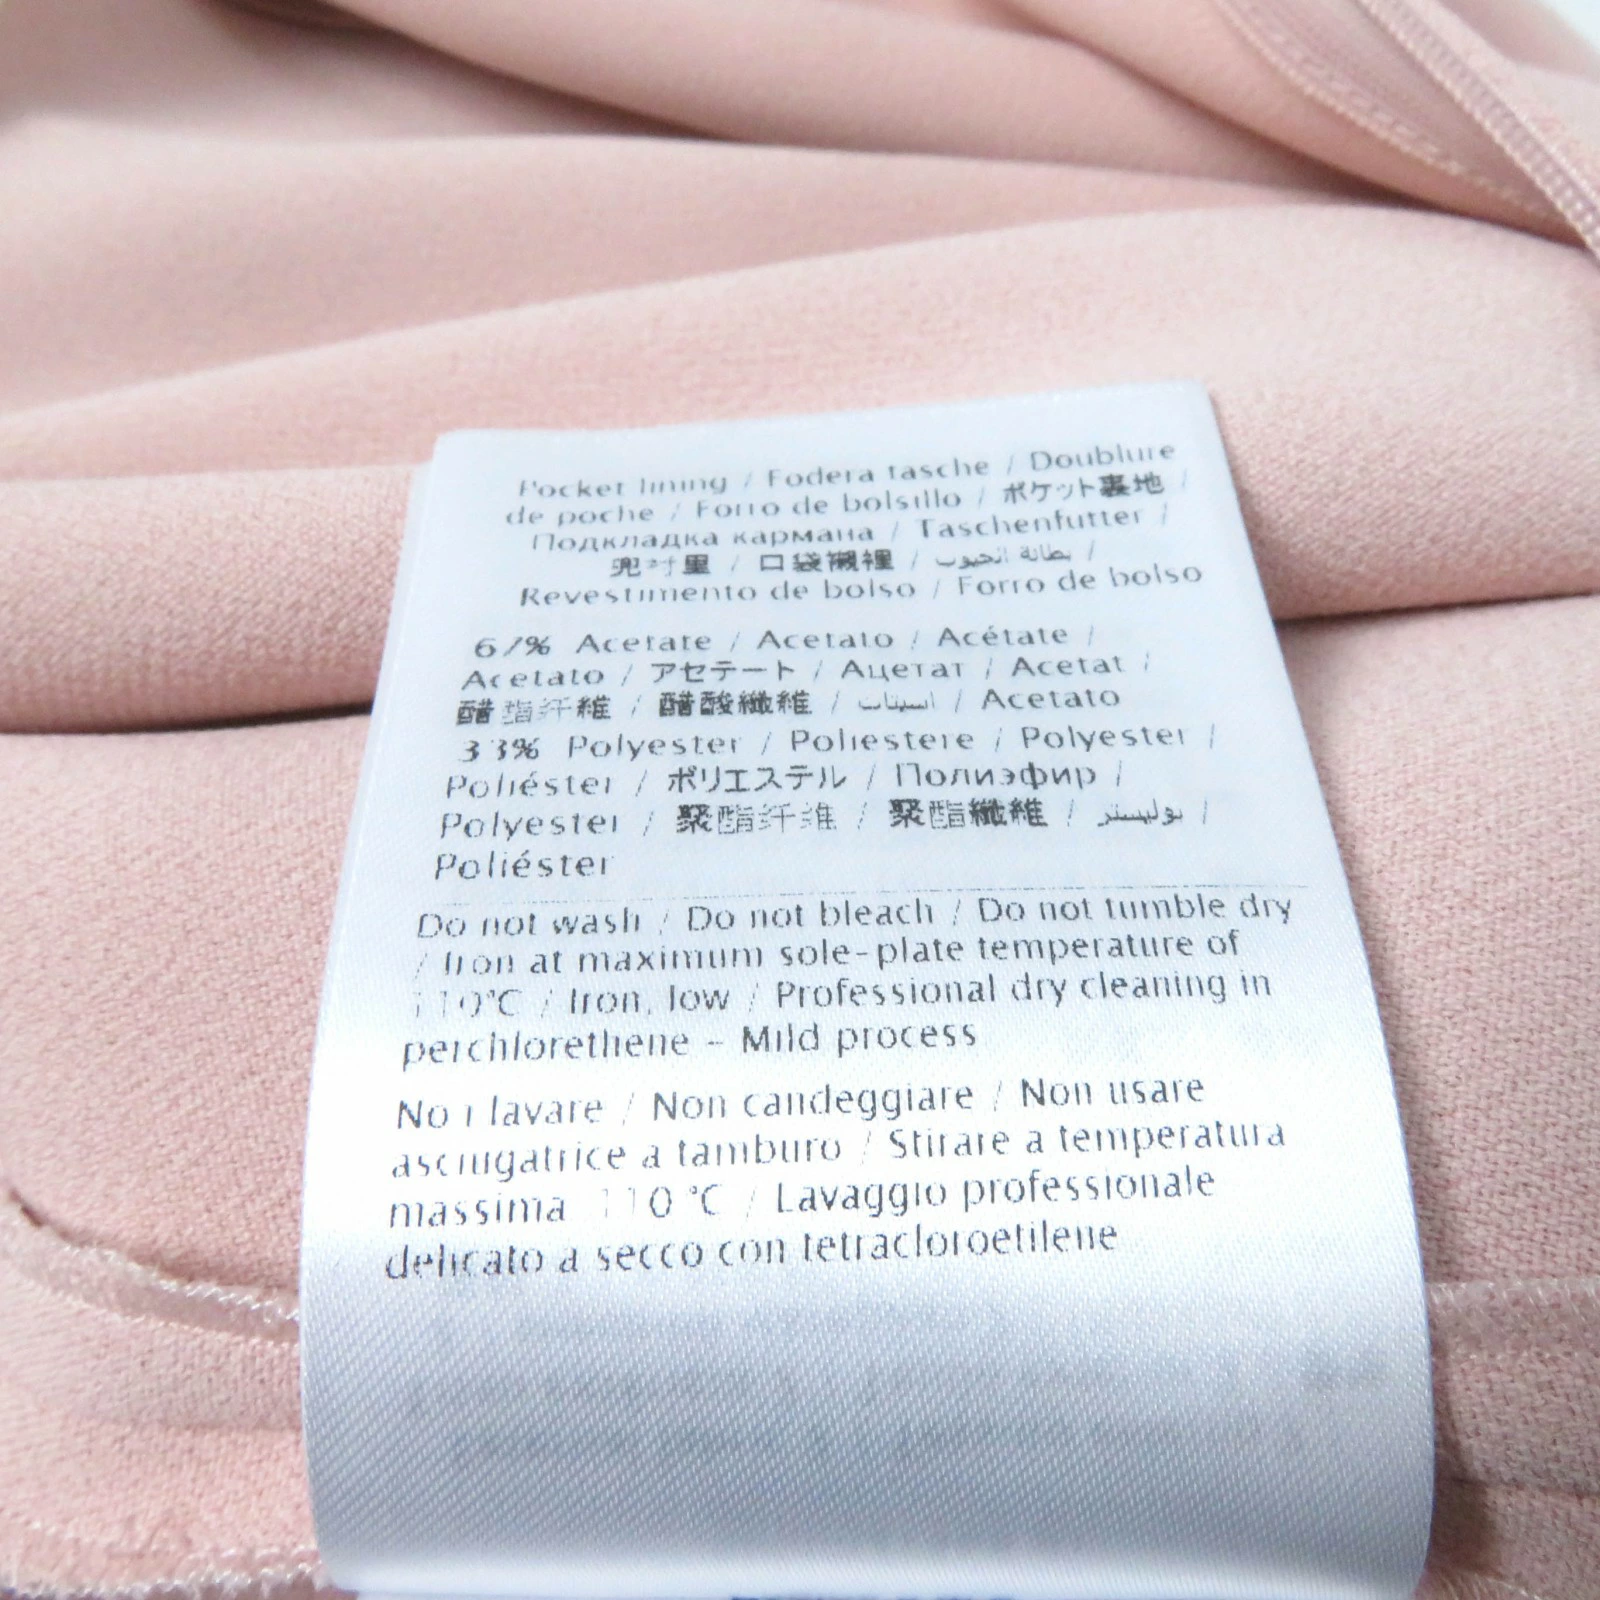 Pocket lining / Fodera tasche / Doublure
de poche / Forro de bolsillo / ポケット裏地 /
Подкладка кармана / Taschenfutter /
兜衬里 / 口袋襯裡 / بطانة الجيوب /
Revestimento de bolso / Forro de bolso
67% Acetate / Acetato / Acétate /
Acetato / アセテート / Ацетат / Acetat /
醋酯纤维 / 醋酸纖維 / اسيتات / Acetato
33% Polyester / Poliestere / Polyester /
Poliéster / ポリエステル / Полиэфир /
Polyester / 聚酯纤维 / 聚酯纖維 / بوليستر /
Poliéster
Do not wash / Do not bleach / Do not tumble dry
/ Iron at maximum sole-plate temperature of
110°C / Iron, low / Professional dry cleaning in
perchlorethene - Mild process
Non lavare / Non candeggiare / Non usare
asciugatrice a tamburo / Stirare a temperatura
massima 110 °C / Lavaggio professionale
delicato a secco con tetracloroetilene